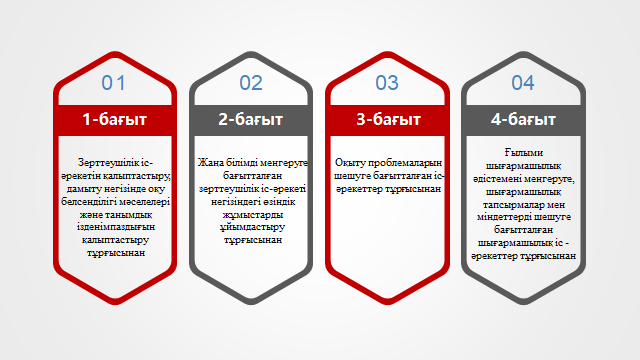 01
1-бағыт
Зерттеушілік іс-
әрекетін қалыптастыру,
дамыту негізінде оқу
белсенділігі мәселелері
және танымдық
ізденімпаздығын
қалыптастыру
тұрғысынан
02
2-бағыт
Жаңа білімді меңгеруге
бағытталған
зерттеушілік іс-әрекеті
негізіндегі өзіндік
жұмыстарды
ұйымдастыру
тұрғысынан
03
3-бағыт
Оқыту проблемаларын
шешуге бағытталған іс-
әрекеттер тұрғысынан
04
4-бағыт
Ғылыми
шығармашылық
әдістемені меңгеруге,
шығармашылық
тапсырмалар мен
міндеттерді шешуге
бағытталған
шығармашылық іс -
әрекеттер тұрғысынан